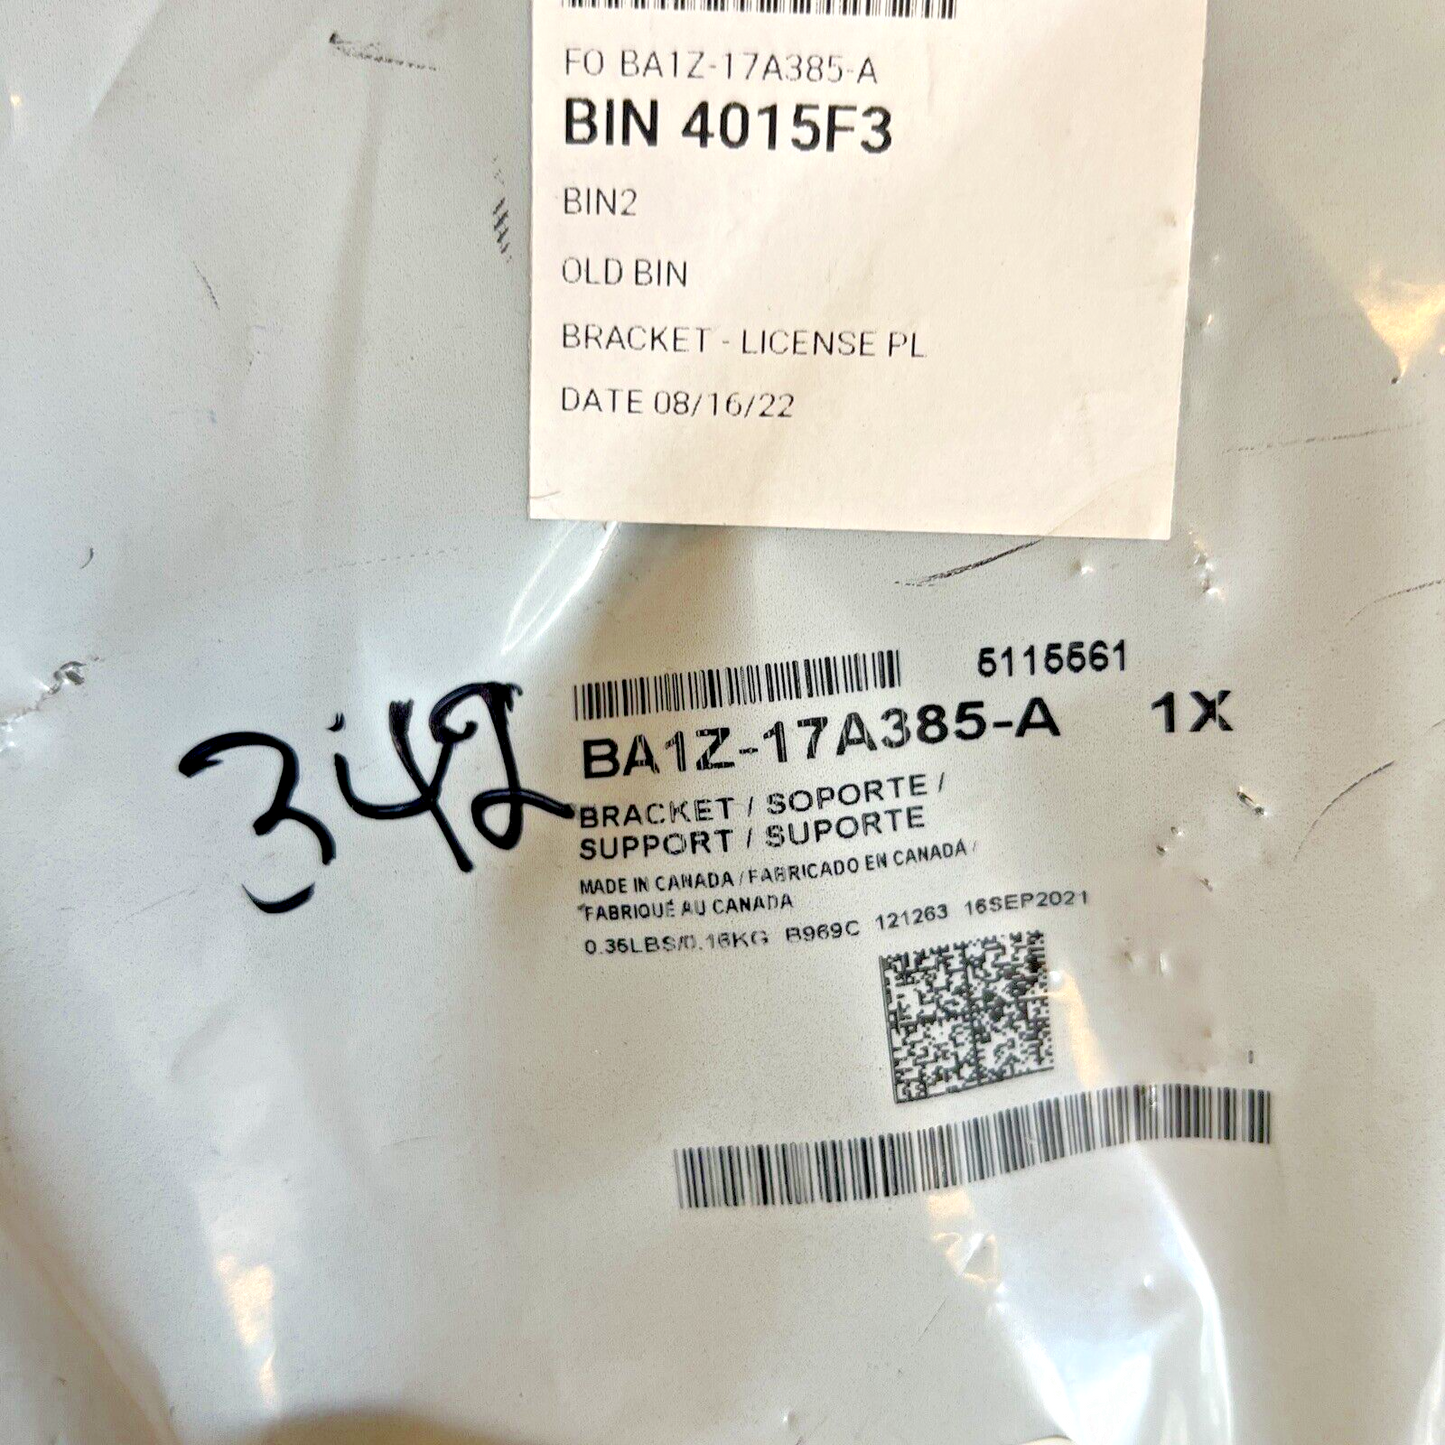 FO BA1Z-17A385-A
BIN 4015F3
BIN2
OLD BIN
BRACKET - LICENSE PL
DATE 08/16/22
5115561
BA1Z-17A385-A 1X
BRACKET / SOPORTE /
SUPPORT / SUPORTE
MADE IN CANADA / FABRICADO EN CANADÁ /
FABRIQUÉ AU CANADA
0.35LBS/0.16KG B969C 121263 16SEP2021
342